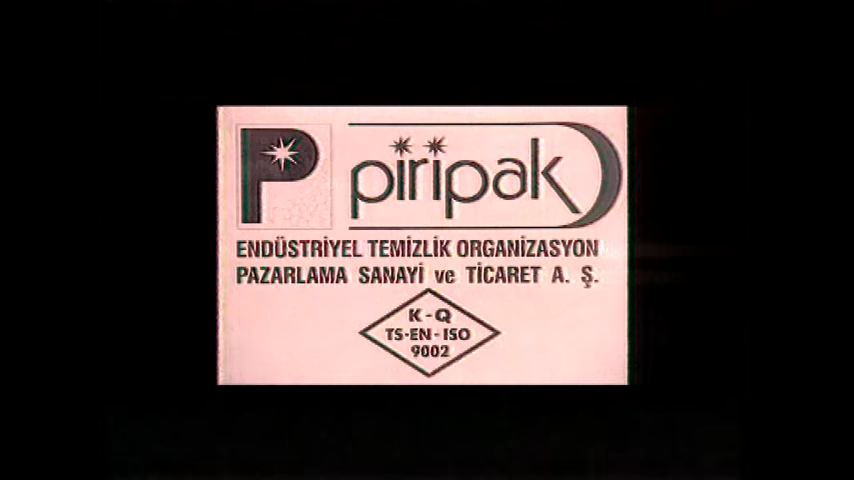 piripak
ENDÜSTRİYEL TEMİZLİK ORGANİZASYON
PAZARLAMA SANAYİ ve TİCARET A. Ş.
K - Q
TS-EN-ISO
9002